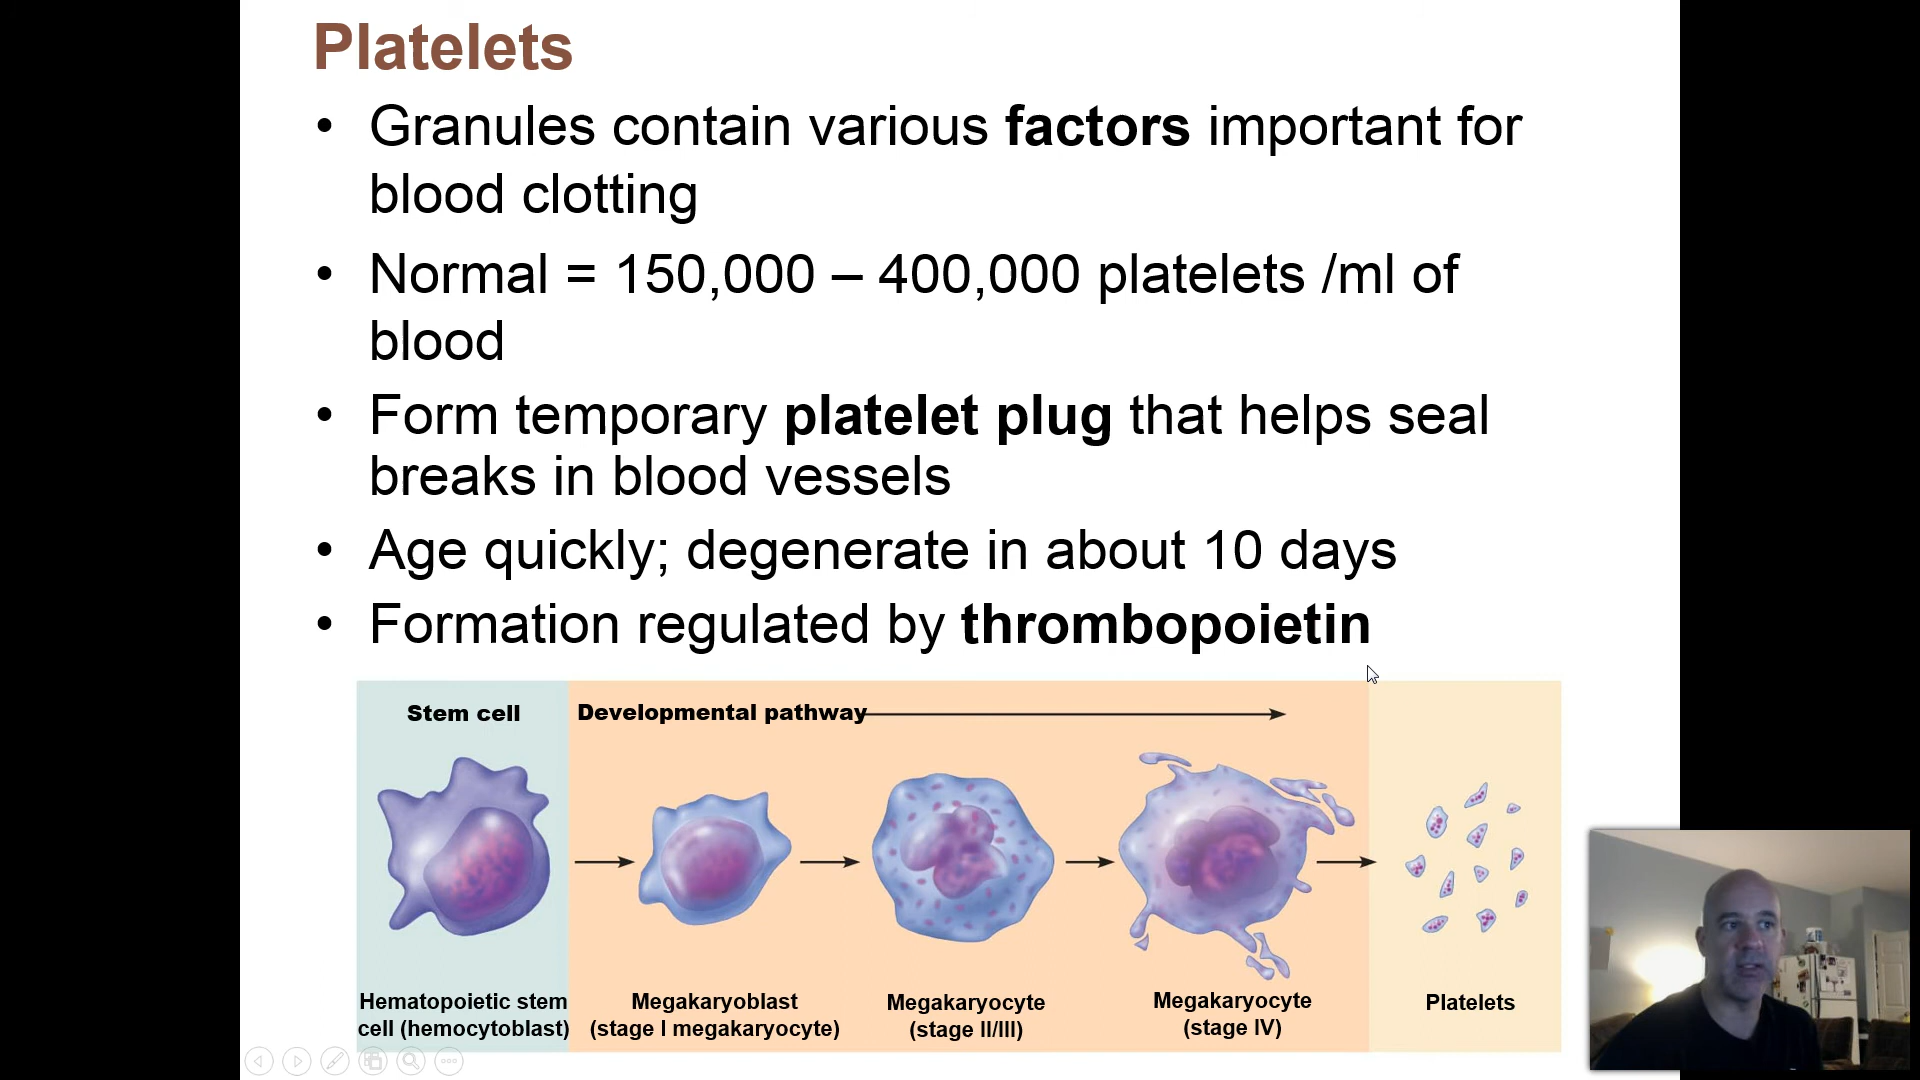 Platelets
• Granules contain various factors important for
blood clotting
• Normal = 150,000 – 400,000 platelets /ml of
blood
• Form temporary platelet plug that helps seal
breaks in blood vessels
• Age quickly; degenerate in about 10 days
• Formation regulated by thrombopoietin
Stem cell
Developmental pathway
Hematopoietic stem
cell (hemocytoblast)
Megakaryoblast
(stage I megakaryocyte)
Megakaryocyte
(stage II/III)
Megakaryocyte
(stage IV)
Platelets